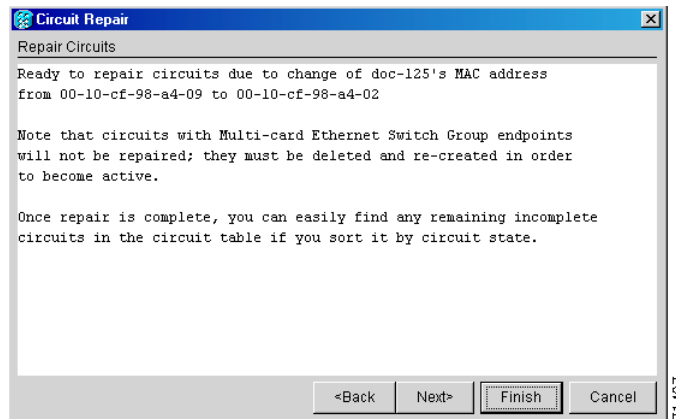 Circuit Repair
Repair Circuits
Ready to repair circuits due to change of doc-125's MAC address
from 00-10-cf-98-a4-09 to 00-10-cf-98-a4-02
Note that circuits with Multi-card Ethernet Switch Group endpoints
will not be repaired; they must be deleted and re-created in order
to become active.
Once repair is complete, you can easily find any remaining incomplete
circuits in the circuit table if you sort it by circuit state.
<Back Next> Finish Cancel